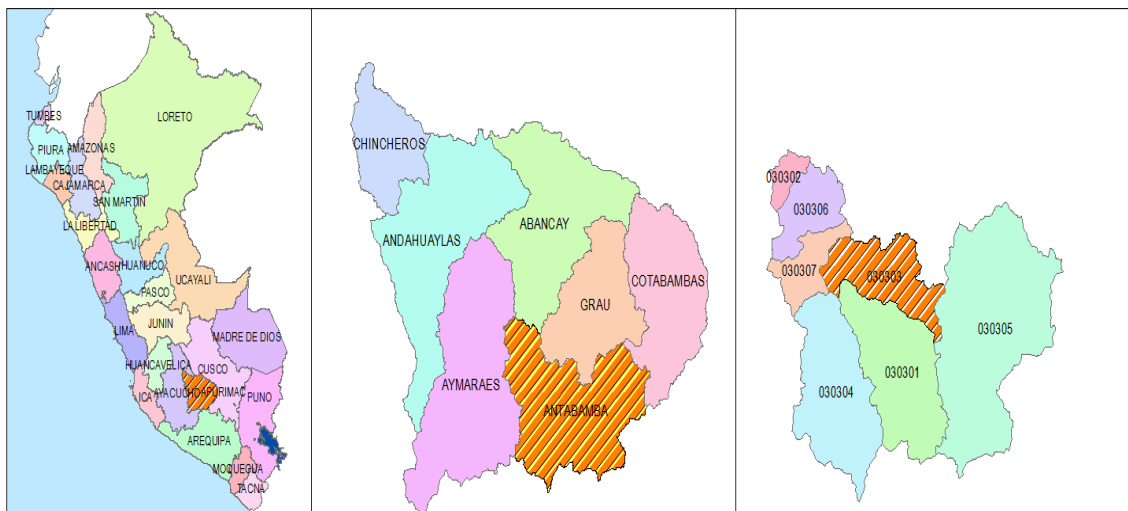 LORETO
TUMBES
PIURA
AMAZONAS
LAMBAYEQUE
CAJAMARCA
SAN MARTIN
LA LIBERTAD
ANCASH
HUANUCO
UCAYALI
PASCO
LIMA
JUNIN
MADRE DE DIOS
HUANCAVELICA
CUSCO
ICA
AYACUCHO
APURIMAC
PUNO
AREQUIPA
MOQUEGUA
TACNA
CHINCHEROS
ANDAHUAYLAS
ABANCAY
COTABAMBAS
GRAU
AYMARAES
ANTABAMBA
030302
030306
030307
030303
030305
030301
030304